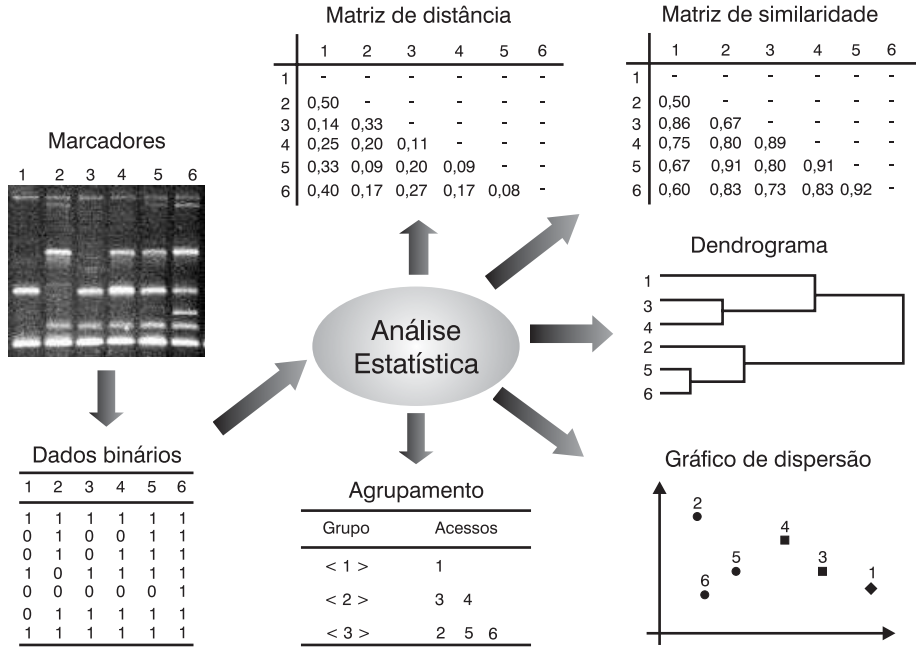 Matriz de distância
1 2 3 4 5 6
1 - - - - - -
2 0,50 - - - - -
3 0,14 0,33 - - - -
4 0,25 0,20 0,11 - - -
5 0,33 0,09 0,20 0,09 - -
6 0,40 0,17 0,27 0,17 0,08 -
Matriz de similaridade
1 2 3 4 5 6
1 - - - - - -
2 0,50 - - - - -
3 0,86 0,67 - - - -
4 0,75 0,80 0,89 - - -
5 0,67 0,91 0,80 0,91 - -
6 0,60 0,83 0,73 0,83 0,92 -
Marcadores
1 2 3 4 5 6
Análise
Estatística
Dendrograma
1
3
4
2
5
6
Dados binários
1 2 3 4 5 6
1 1 1 1 1 1
0 1 0 0 1 1
0 1 0 1 1 1
1 0 1 1 1 1
0 0 0 0 0 1
0 1 1 1 1 1
1 1 1 1 1 1
Agrupamento
Grupo Acessos
< 1 > 1
< 2 > 3 4
< 3 > 2 5 6
Gráfico de dispersão
2
4
5
3
6
1